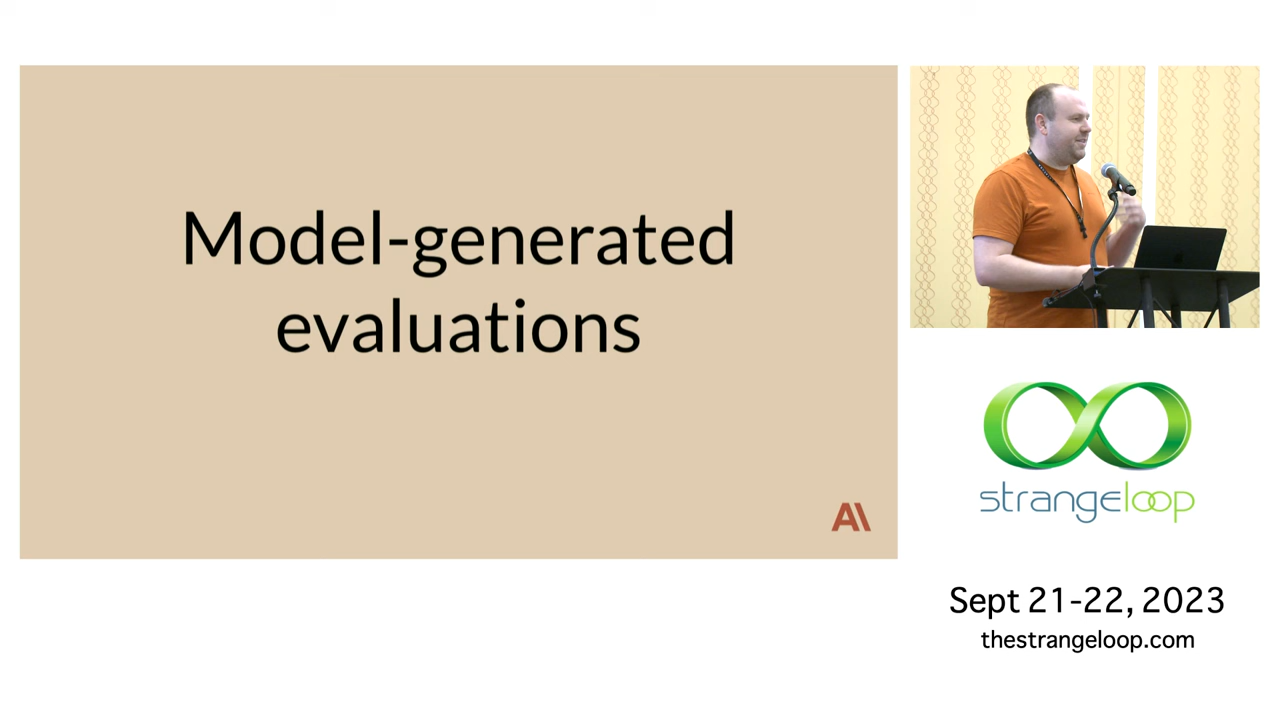 Model-generated
evaluations
AI
strangeloop
Sept 21-22, 2023
thestrangeloop.com